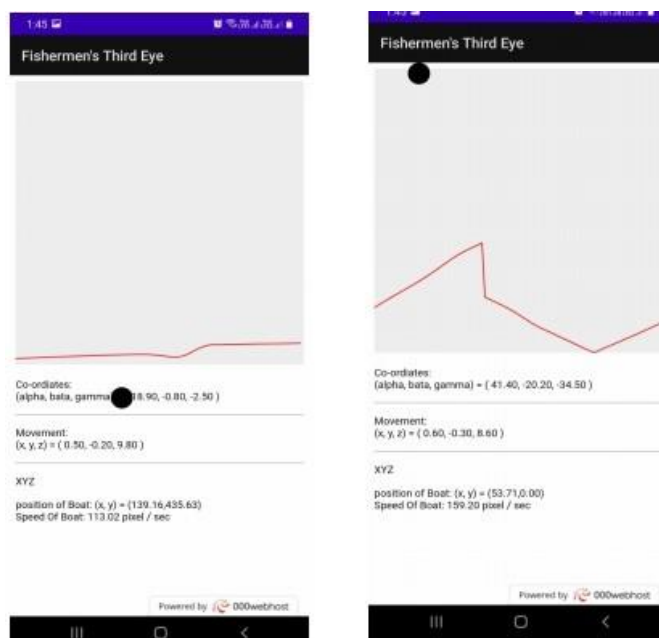 1:45
Fishermen's Third Eye
Co-ordiates:
(alpha, bata, gamma 18.90, -0.80, -2.50 )
Movement:
(x, y, z) = ( 0.50, -0.20, 9.80 )
XYZ
position of Boat: (x, y) = (139.16,435.63)
Speed Of Boat: 113.02 pixel / sec
Powered by 000webhost
Fishermen's Third Eye
Co-ordiates:
(alpha, bata, gamma) = ( 41.40, -20.20, -34.50 )
Movement:
(x, y, z) = ( 0.60, -0.30, 8.60 )
XYZ
position of Boat: (x, y) = (53.71,0.00)
Speed Of Boat: 159.20 pixel / sec
Powered by 000webhost